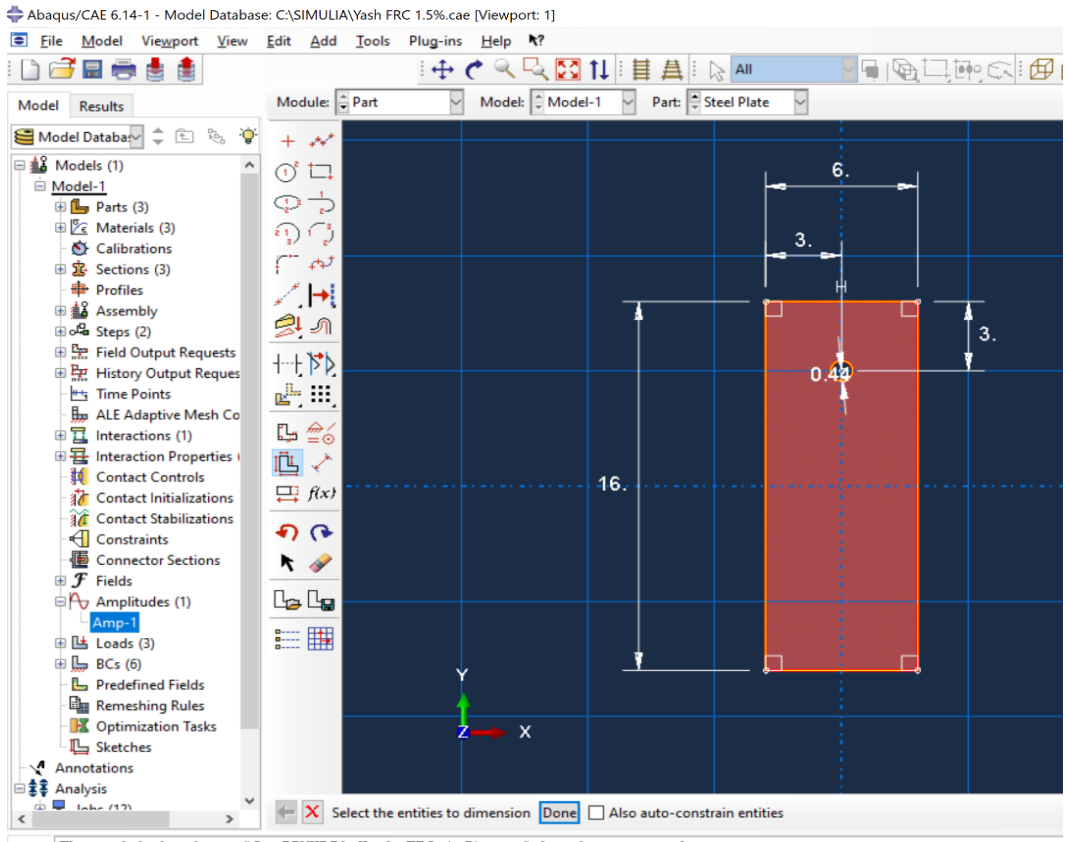 Abaqus/CAE 6.14-1 - Model Database: C:\SIMULIA\Yash FRC 1.5%.cae [Viewport: 1]
File Model Viewport View Edit Add Tools Plug-ins Help ?
All
Model Results
Module: Part Model: Model-1 Part: Steel Plate
Model Databas
Models (1)
Model-1
Parts (3)
Materials (3)
Calibrations
Sections (3)
Profiles
Assembly
Steps (2)
Field Output Requests
History Output Reques
Time Points
ALE Adaptive Mesh Co
Interactions (1)
Interaction Properties (
Contact Controls
Contact Initializations
Contact Stabilizations
Constraints
Connector Sections
Fields
Amplitudes (1)
Amp-1
Loads (3)
BCs (6)
Predefined Fields
Remeshing Rules
Optimization Tasks
Sketches
Annotations
Analysis
Jobs (12)
f(x)
6.
3.
H
3.
0.44
16.
Y
Z X
Select the entities to dimension Done Also auto-constrain entities